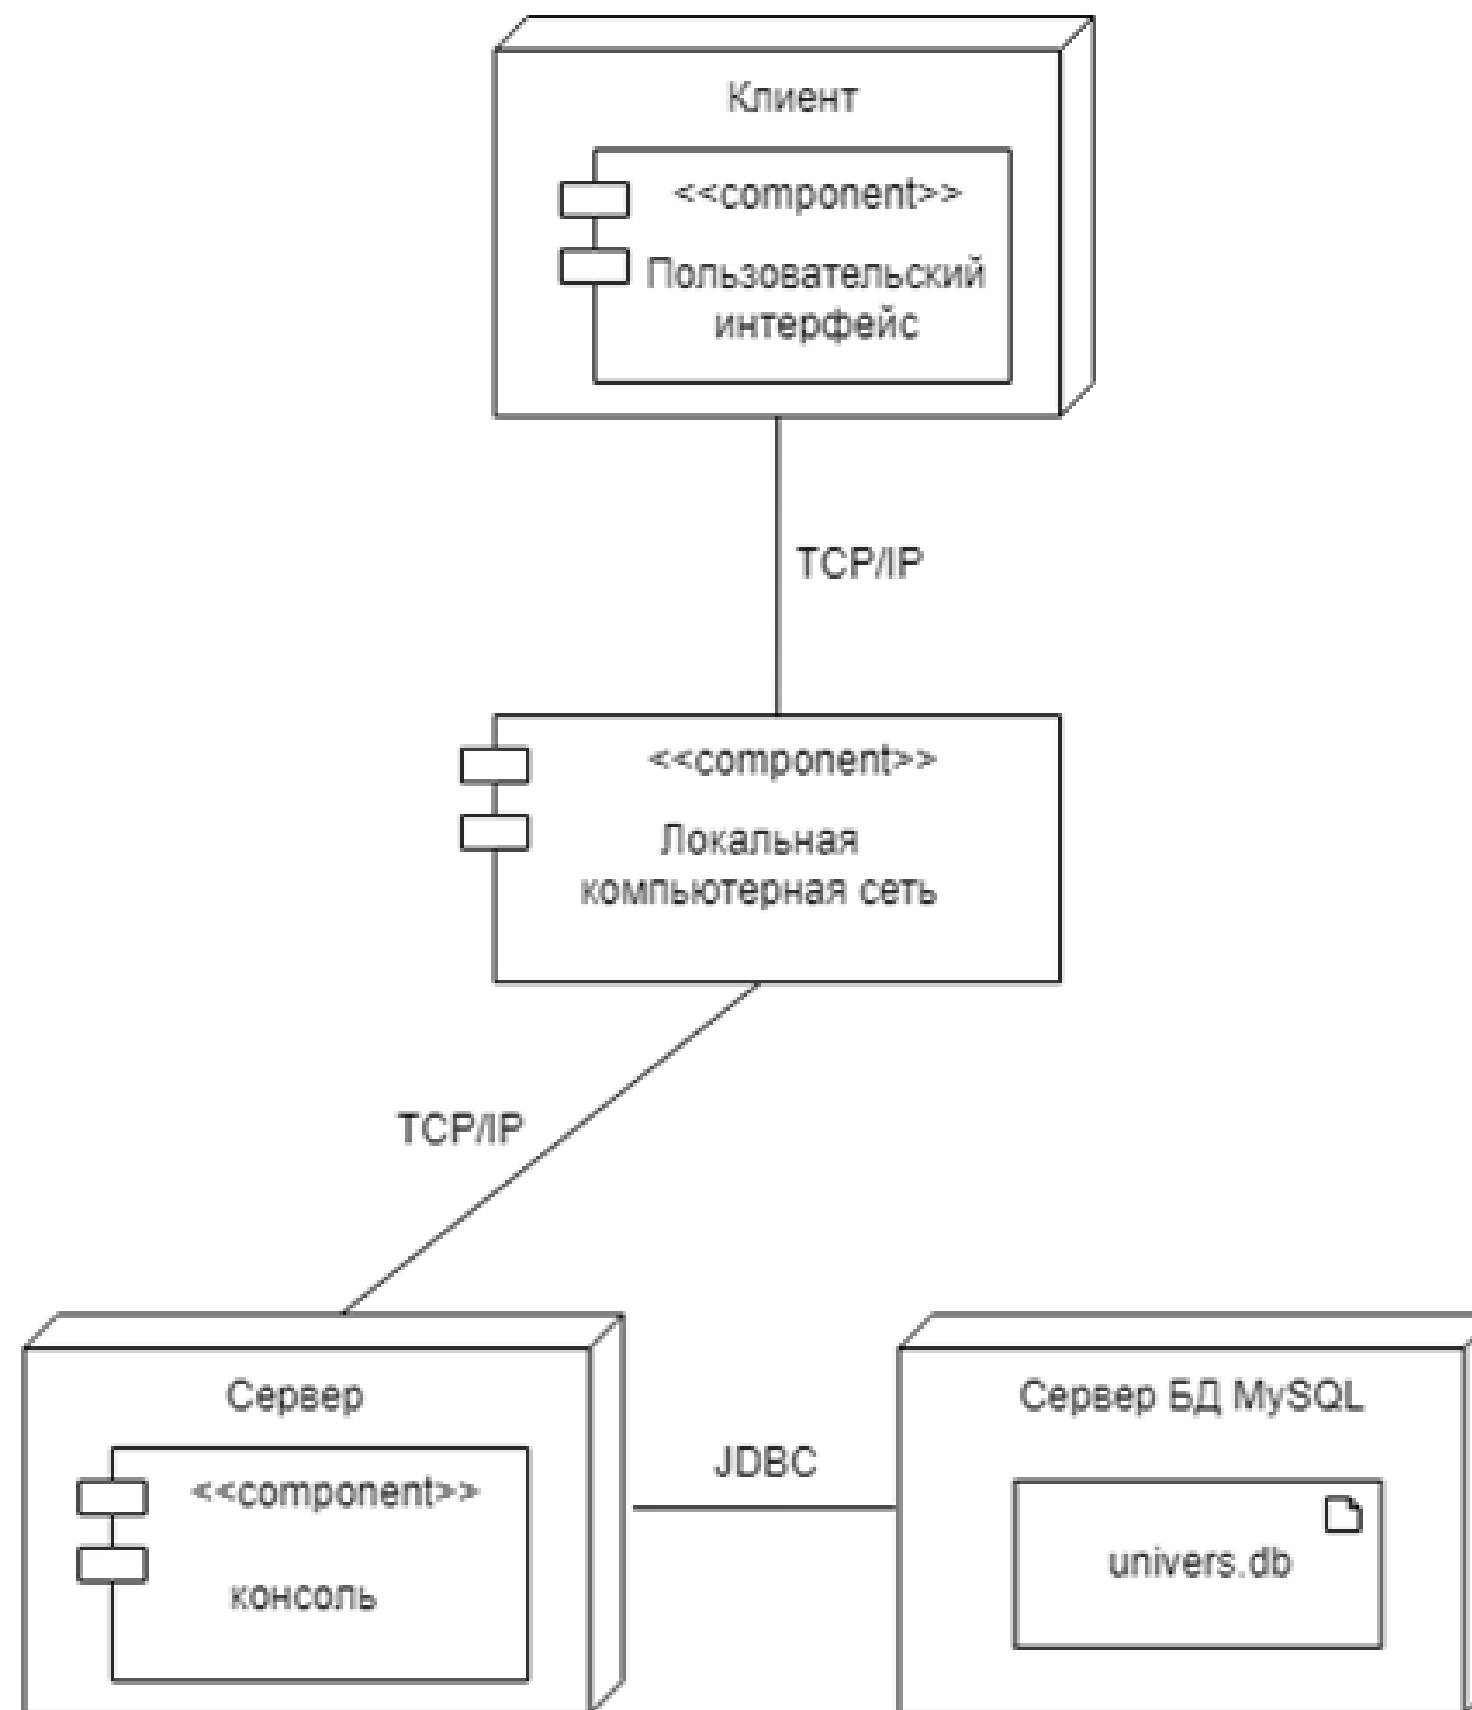 Клиент
<<component>>
Пользовательский
интерфейс
TCP/IP
<<component>>
Локальная
компьютерная сеть
TCP/IP
Сервер
<<component>>
консоль
JDBC
Сервер БД MySQL
univers.db